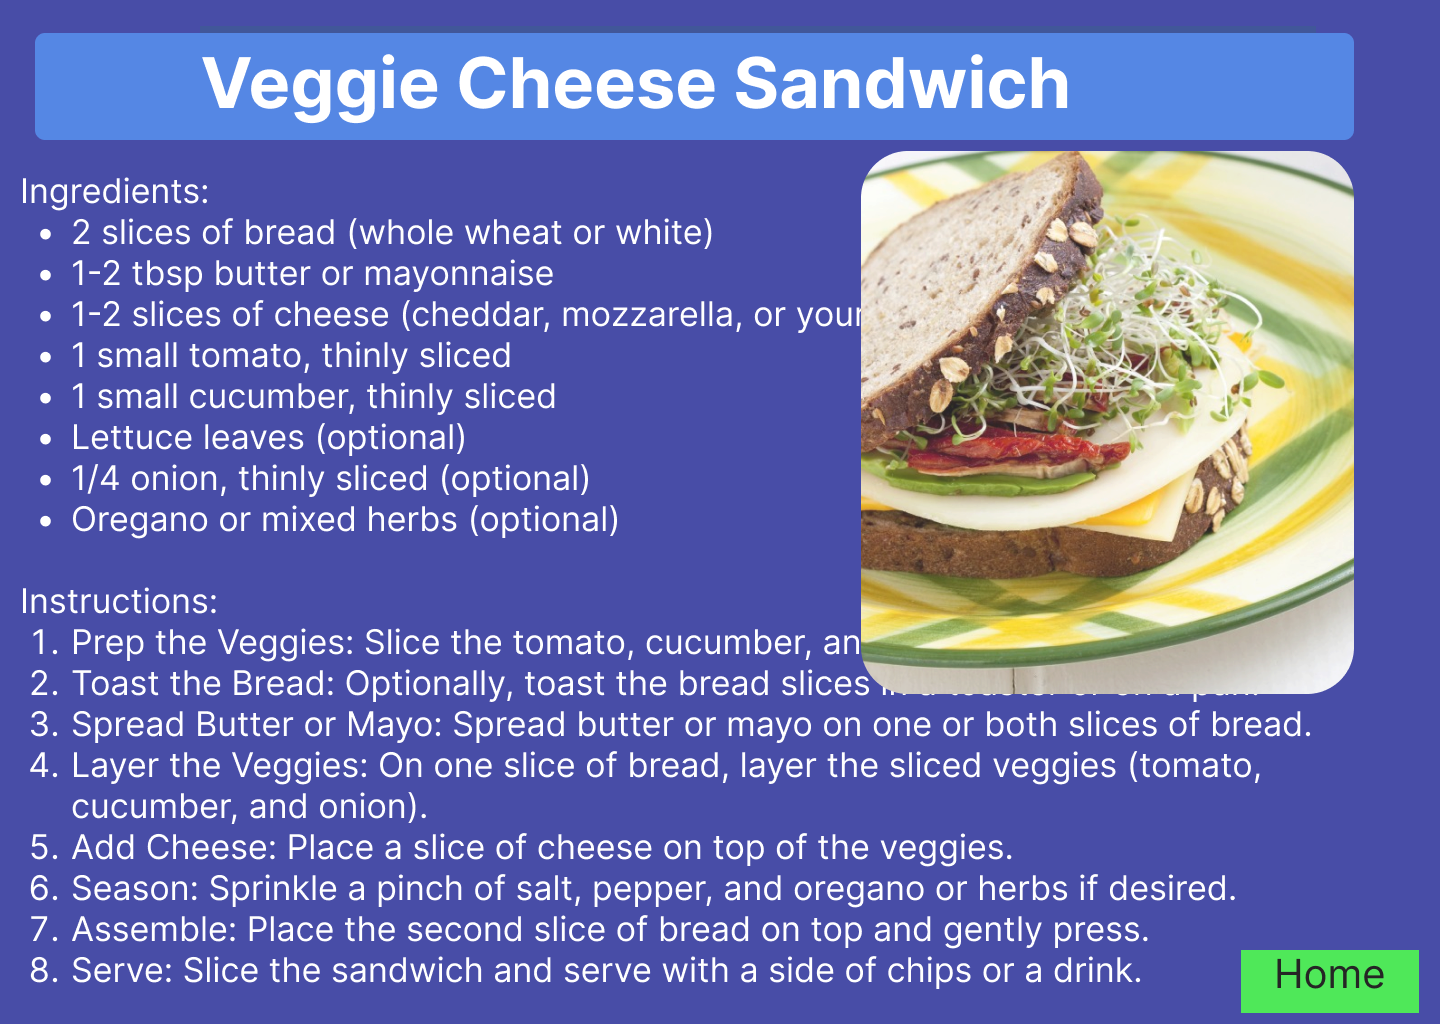 Veggie Cheese Sandwich
Ingredients:
• 2 slices of bread (whole wheat or white)
• 1-2 tbsp butter or mayonnaise
• 1-2 slices of cheese (cheddar, mozzarella, or your
• 1 small tomato, thinly sliced
• 1 small cucumber, thinly sliced
• Lettuce leaves (optional)
• 1/4 onion, thinly sliced (optional)
• Oregano or mixed herbs (optional)
Instructions:
1. Prep the Veggies: Slice the tomato, cucumber,
2. Toast the Bread: Optionally, toast the bread slices
3. Spread Butter or Mayo: Spread butter or mayo on one or both slices of bread.
4. Layer the Veggies: On one slice of bread, layer the sliced veggies (tomato,
cucumber, and onion).
5. Add Cheese: Place a slice of cheese on top of the veggies.
6. Season: Sprinkle a pinch of salt, pepper, and oregano or herbs if desired.
7. Assemble: Place the second slice of bread on top and gently press.
8. Serve: Slice the sandwich and serve with a side of chips or a drink.
Home